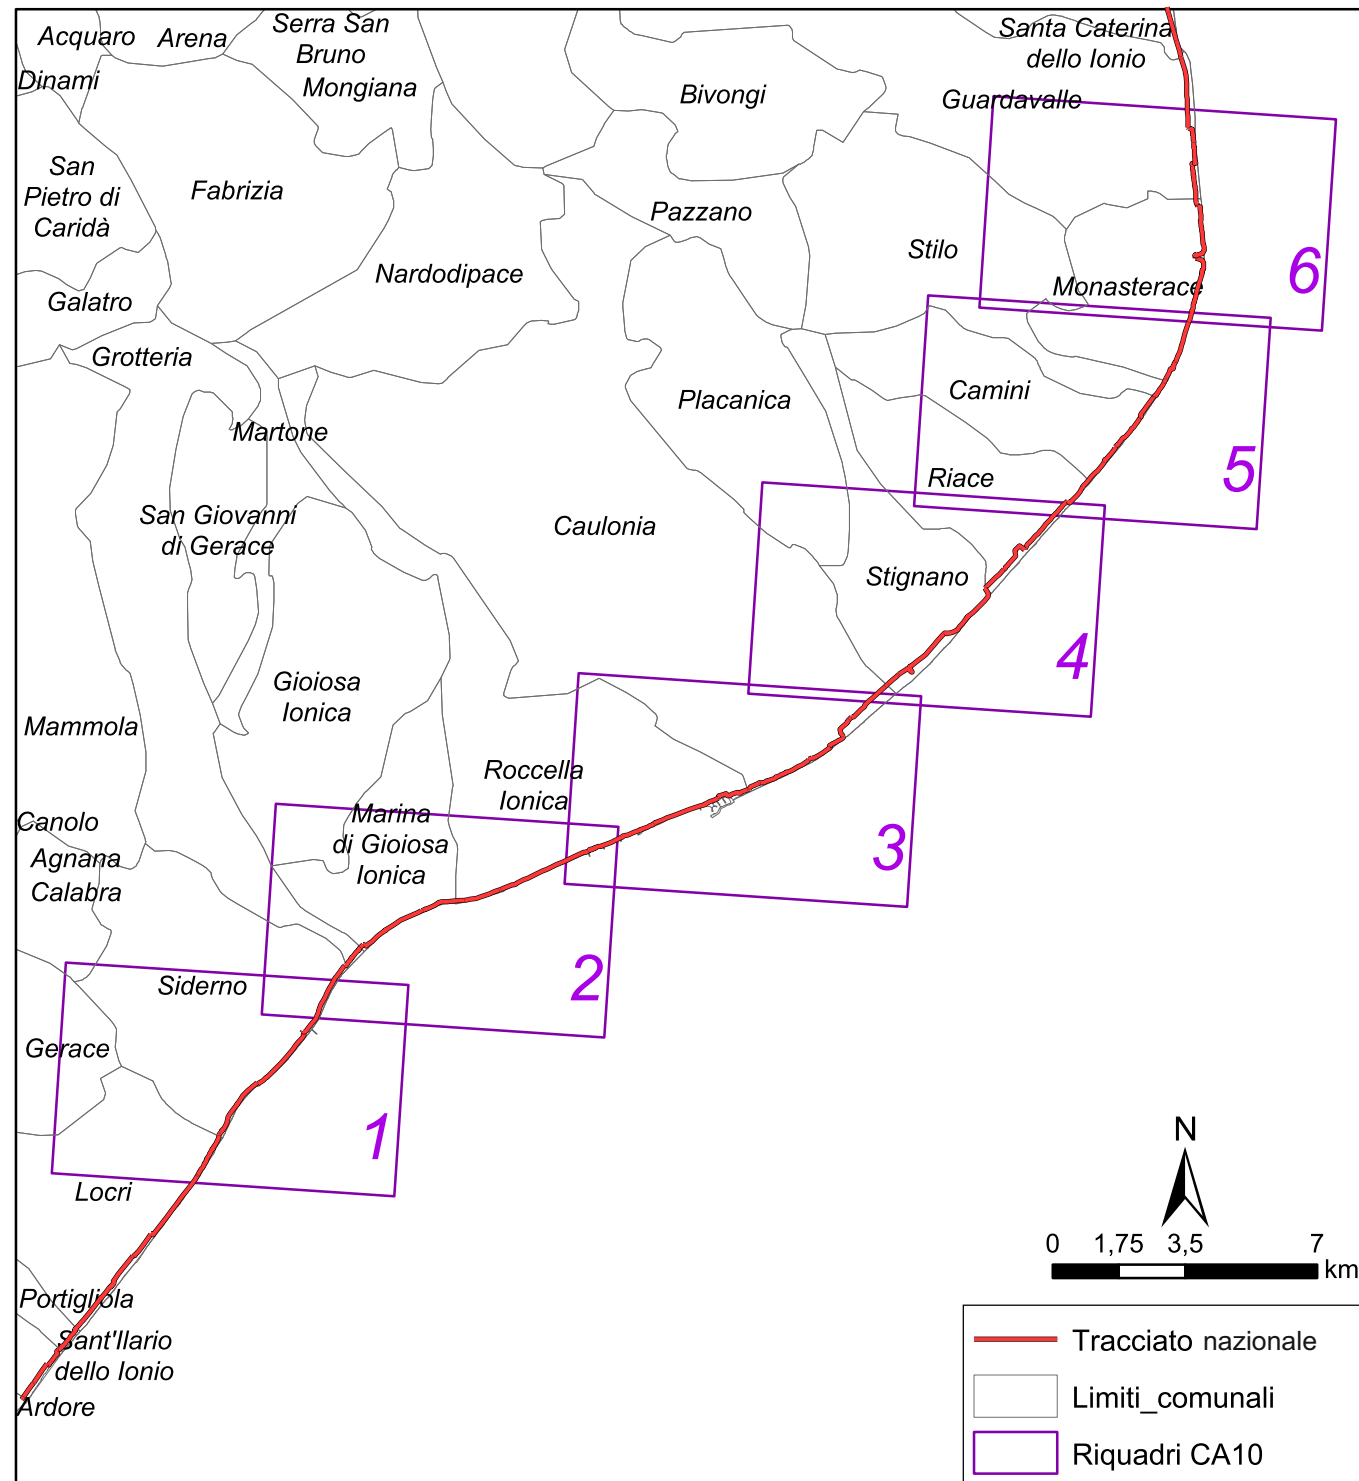 Acquaro
Arena
Serra San
Bruno
Santa Caterina
dello Ionio
Dinami
Mongiana
Bivongi
Guardavalle
San
Pietro di
Caridà
Fabrizia
Pazzano
Stilo
Nardodipace
Monasterace
6
Galatro
Grotteria
Placanica
Camini
Martone
Riace
5
San Giovanni
di Gerace
Caulonia
Stignano
4
Gioiosa
Ionica
Mammola
Roccella
Ionica
Marina
di Gioiosa
Ionica
3
Canolo
Agnana
Calabra
2
Siderno
Gerace
1
Locri
N
0 1,75 3,5 7
km
Portigliola
Sant'Ilario
dello Ionio
Ardore
Tracciato nazionale
Limiti_comunali
Riquadri CA10